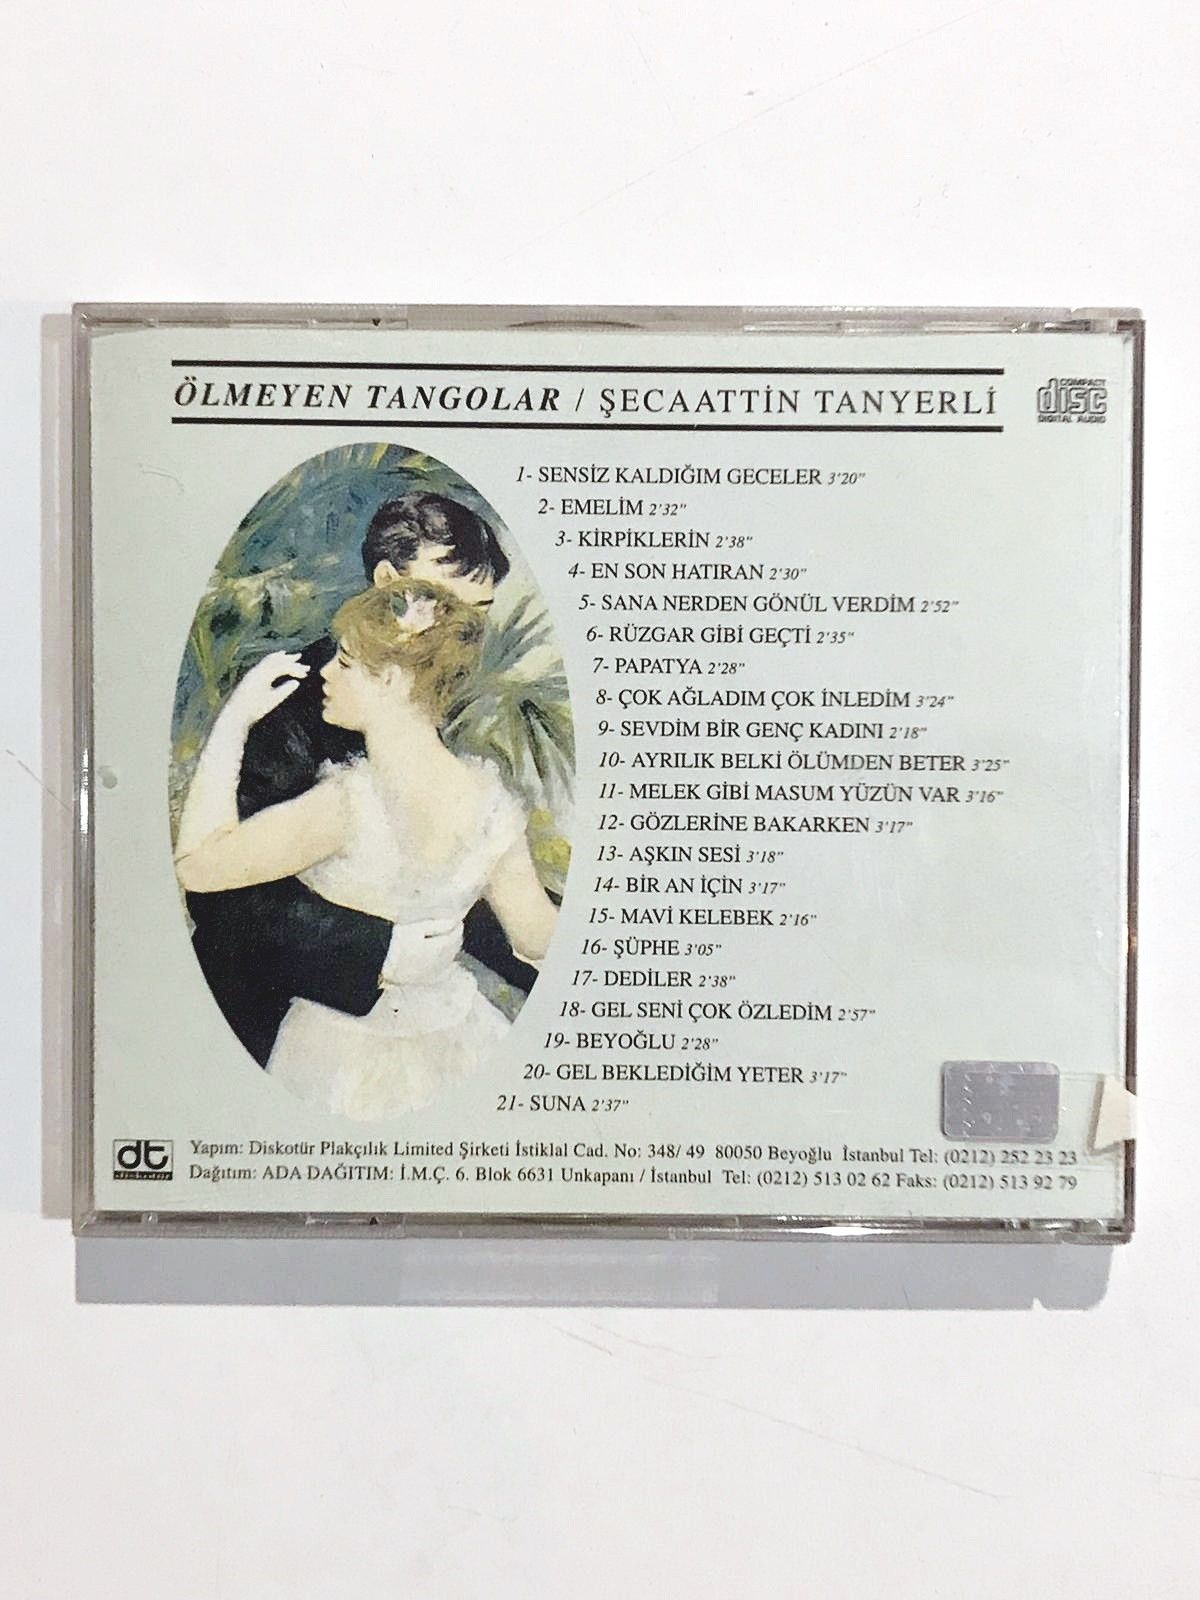 ÖLMEYEN TANGOLAR / ŞECAATTİN TANYERLİ
COMPACT
disc
DIGITAL AUDIO
1- SENSİZ KALDIĞIM GECELER 3'20"
2- EMELİM 2'32"
3- KİRPİKLERİN 2'38"
4- EN SON HATIRAN 2'30"
5- SANA NERDEN GÖNÜL VERDİM 2'52"
6- RÜZGAR GİBİ GEÇTİ 2'35"
7- PAPATYA 2'28"
8- ÇOK AĞLADIM ÇOK İNLEDİM 3'24"
9- SEVDİM BİR GENÇ KADINI 2'18"
10- AYRILIK BELKİ ÖLÜMDEN BETER 3'25"
11- MELEK GİBİ MASUM YÜZÜN VAR 3'16"
12- GÖZLERİNE BAKARKEN 3'17"
13- AŞKIN SESİ 3'18"
14- BİR AN İÇİN 3'17"
15- MAVİ KELEBEK 2'16"
16- ŞÜPHE 3'05"
17- DEDİLER 2'38"
18- GEL SENİ ÇOK ÖZLEDİM 2'57"
19- BEYOĞLU 2'28"
20- GEL BEKLEDİĞİM YETER 3'17"
21- SUNA 2'37"
dt
diskotür
Yapım: Diskotür Plakçılık Limited Şirketi İstiklal Cad. No: 348/ 49 80050 Beyoğlu İstanbul Tel: (0212) 252 23 23
Dağıtım: ADA DAĞITIM: İ.M.Ç. 6. Blok 6631 Unkapanı / İstanbul Tel: (0212) 513 02 62 Faks: (0212) 513 92 79